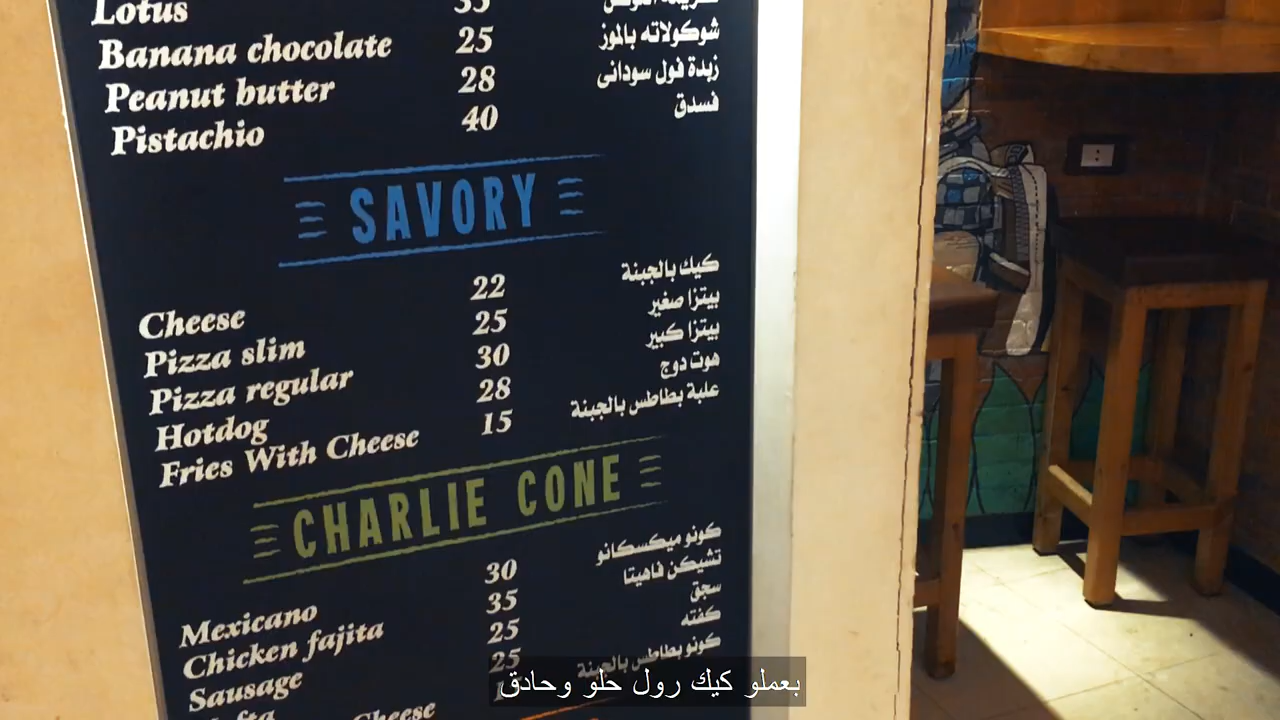 Lotus 35
Banana chocolate 25 شوكولاته بالموز
Peanut butter 28 زبدة فول سودانى
Pistachio 40 فسدق
SAVORY
Cheese 22 كيك بالجبنة
Pizza slim 25 بيتزا صغير
Pizza regular 30 بيتزا كبير
Hotdog 28 هوت دوج
Fries With Cheese 15 علبة بطاطس بالجبنة
CHARLIE CONE
Mexicano 30 كونو ميكسكانو
Chicken fajita 35 تشيكن فاهيتا
Sausage 25 سجق
25 كفته
Cheese كونو بطاطس بالجبنة
بعملو كيك رول حلو وحادق